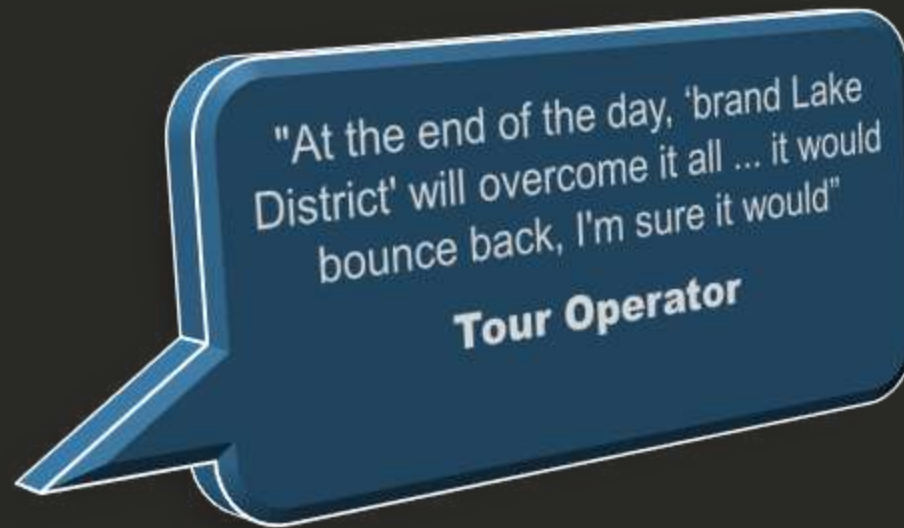 "At the end of the day, ‘brand Lake
District' will overcome it all ... it would
bounce back, I'm sure it would”
Tour Operator